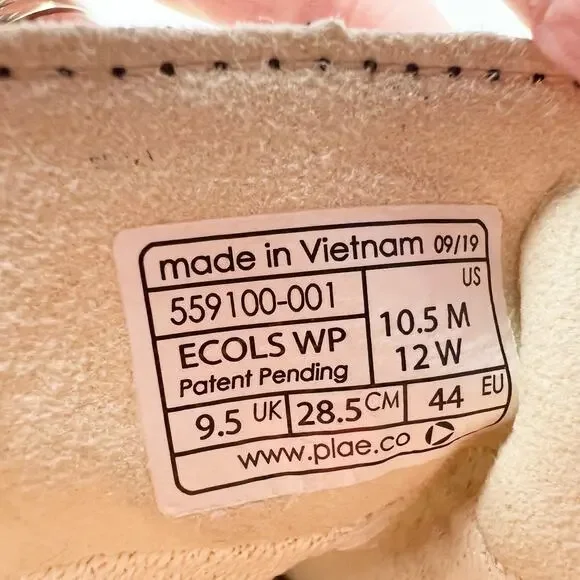 made in Vietnam 09/19
559100-001
ECOLS WP
Patent Pending
US
10.5 M
12 W
9.5 UK
28.5 CM
44 EU
www.plae.co